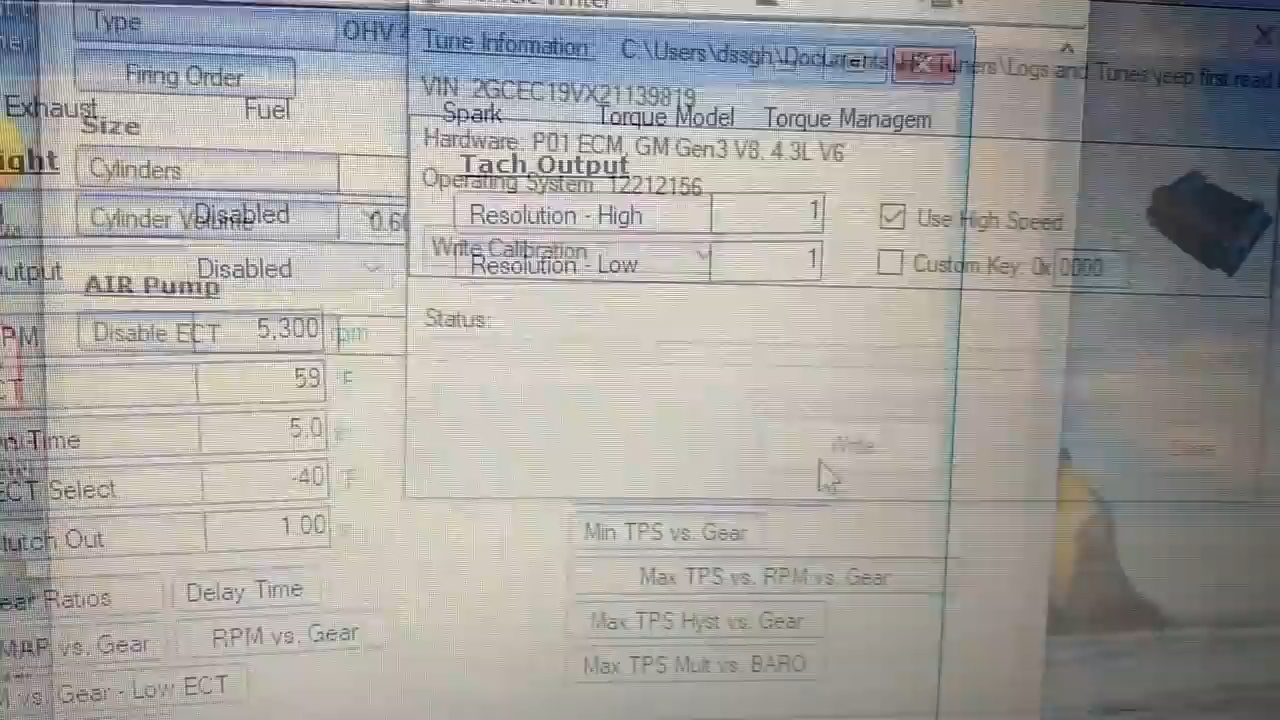 Type
OHV
Tune Information: C:\Users\dssgh\Documents
Tuners\Logs and Tunes\jeep first read
Firing Order
VIN 2GCEC19VX21139819
Exhaust
Fuel
Spark
Torque Model
Torque Managem
Size
Hardware P01 ECM, GM Gen3 V8, 4.3L V6
Tach Output
Cylinders
Operating System 12212156
Cylinder Volume
Disabled
0.6
Resolution - High
1
Use High Speed
Write Calibration
Disabled
Resolution - Low
1
Custom Key: 0x 0000
AIR Pump
Status:
Disable ECT
5,300
rpm
59
°F
5.0
-40
°F
ECT Select
1.00
Clutch Out
Write
Close
Min TPS vs. Gear
Gear Ratios
Delay Time
Max TPS vs. RPM vs. Gear
MAP vs. Gear
RPM vs. Gear
Max TPS Hyst vs. Gear
Max TPS Mult vs. BARO
vs. Gear - Low ECT